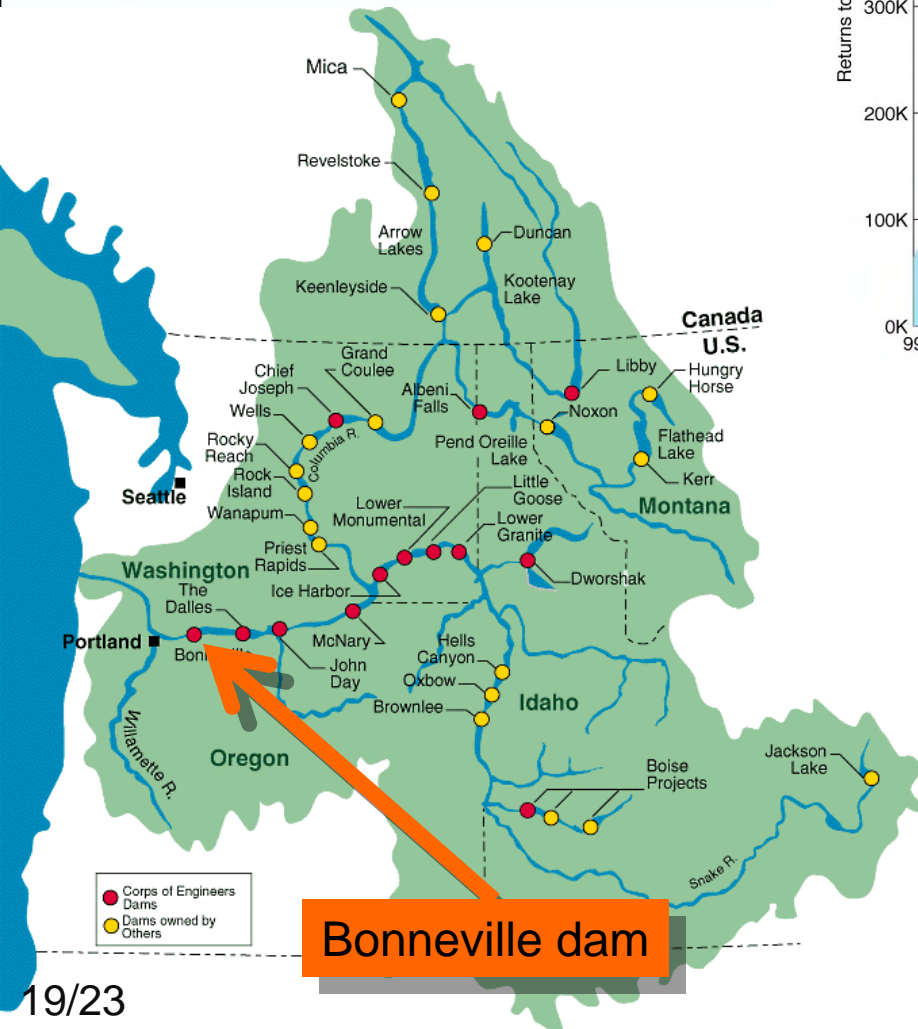 Returns to
300K
200K
100K
0K
99
Mica
Revelstoke
Arrow
Lakes
Duncan
Keenleyside
Kootenay
Lake
Canada
U.S.
Grand
Coulee
Chief
Joseph
Libby
Hungry
Horse
Albeni
Falls
Wells
Noxon
Columbia R.
Rocky
Reach
Pend Oreille
Lake
Flathead
Lake
Rock
Island
Kerr
Seattle
Little
Goose
Lower
Monumental
Montana
Wanapum
Lower
Granite
Priest
Rapids
Washington
Ice Harbor
Dworshak
The
Dalles
Portland
McNary
Hells
Canyon
John
Day
Oxbow
Idaho
Brownlee
Willamette R.
Oregon
Boise
Projects
Jackson
Lake
Snake R.
Corps of Engineers
Dams
Dams owned by
Others
Bonneville dam
19/23